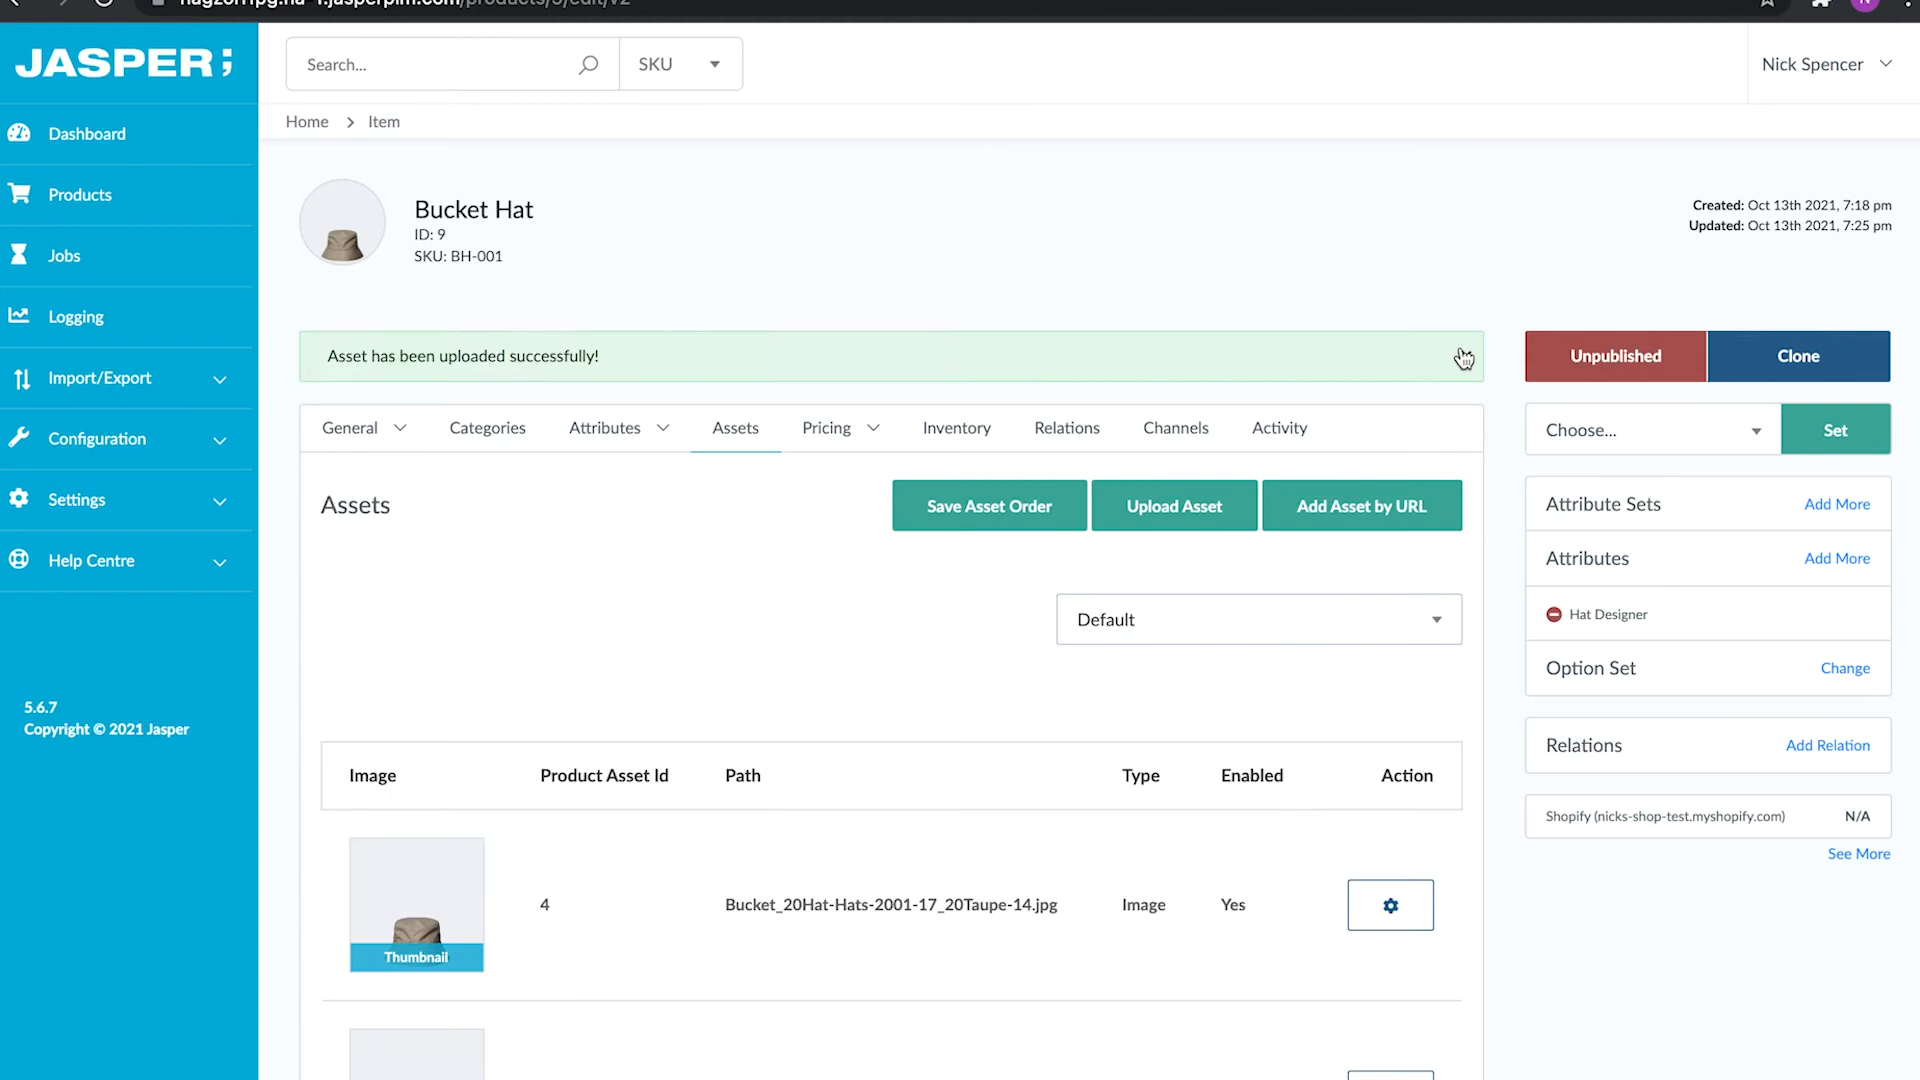 JASPER;
Search...
SKU
Nick Spencer
Home > Item
Dashboard
Products
Jobs
Logging
Import/Export
Configuration
Settings
Help Centre
5.6.7
Copyright © 2021 Jasper
Bucket Hat
ID: 9
SKU: BH-001
Created: Oct 13th 2021, 7:18 pm
Updated: Oct 13th 2021, 7:25 pm
Asset has been uploaded successfully!
Unpublished
Clone
General
Categories
Attributes
Assets
Pricing
Inventory
Relations
Channels
Activity
Choose...
Set
Assets
Save Asset Order
Upload Asset
Add Asset by URL
Default
Attribute Sets Add More
Attributes Add More
Hat Designer
Option Set Change
Relations Add Relation
Shopify (nicks-shop-test.myshopify.com) N/A
See More
Image Product Asset Id Path Type Enabled Action
Thumbnail
4 Bucket_20Hat-Hats-2001-17_20Taupe-14.jpg Image Yes